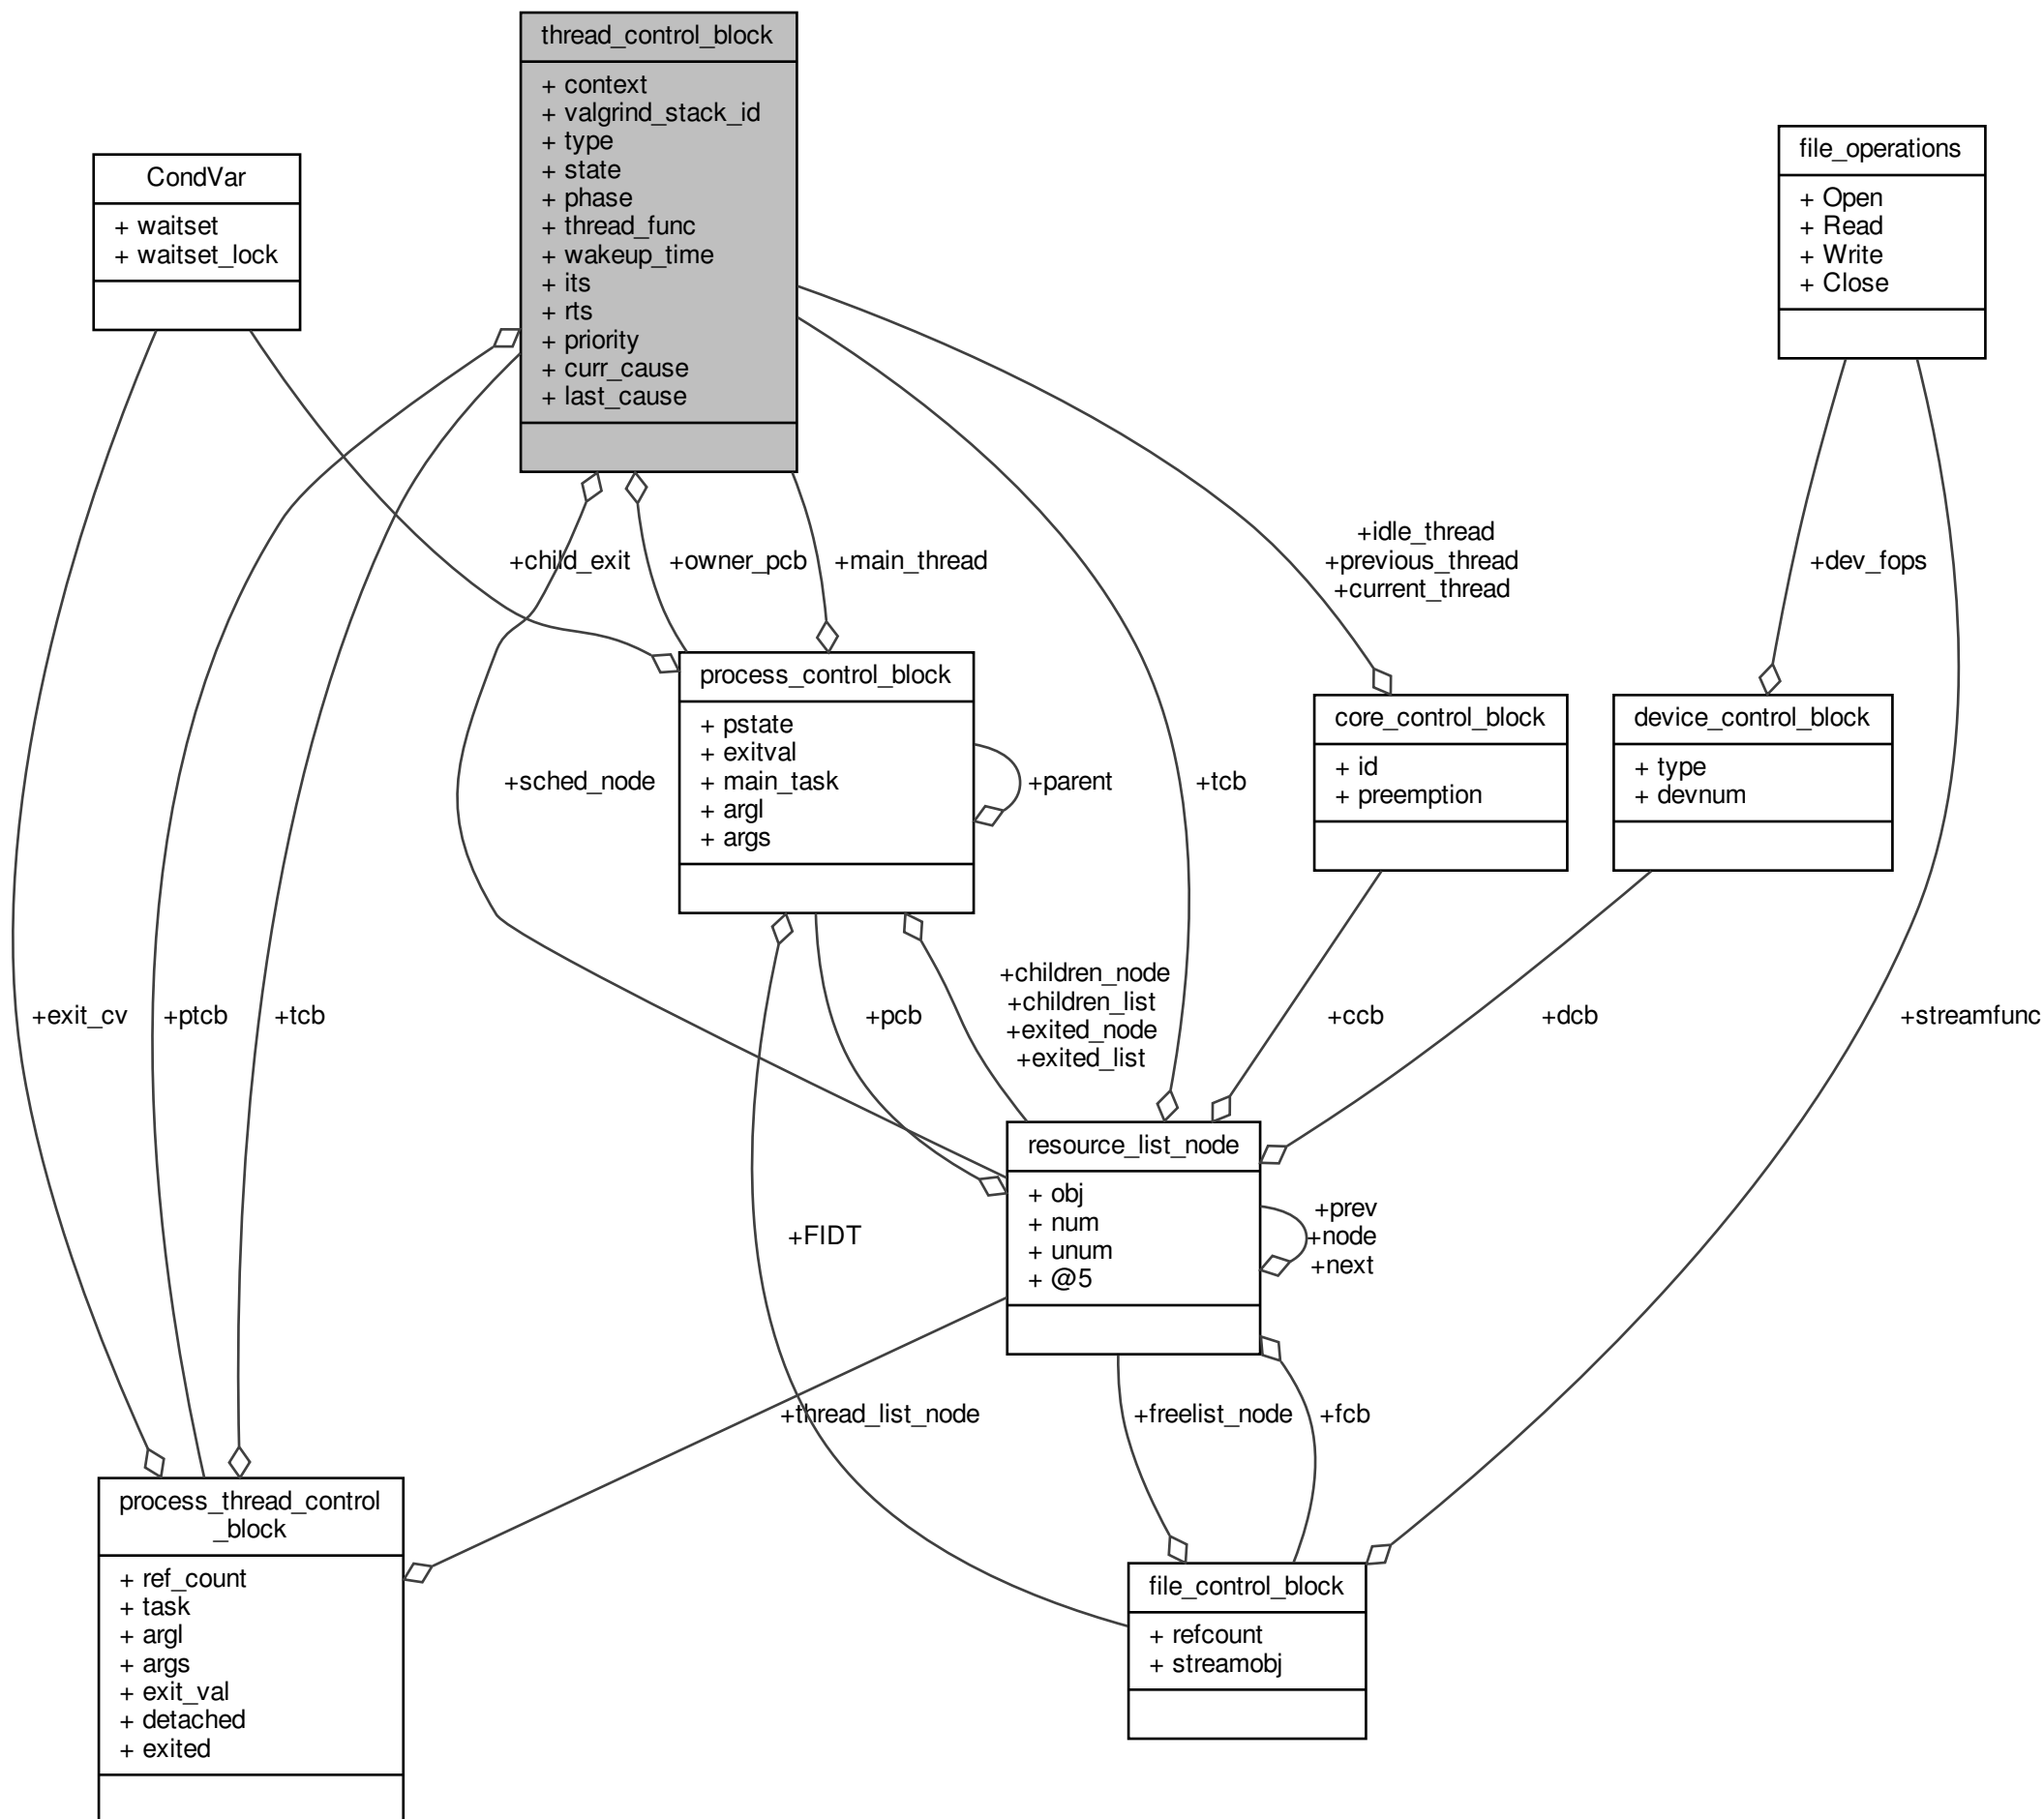 thread_control_block
+ context
+ valgrind_stack_id
+ type
+ state
+ phase
+ thread_func
+ wakeup_time
+ its
+ rts
+ priority
+ curr_cause
+ last_cause
file_operations
+ Open
+ Read
+ Write
+ Close
CondVar
+ waitset
+ waitset_lock
+idle_thread
+previous_thread
+current_thread
+child_exit
+owner_pcb
+main_thread
+dev_fops
process_control_block
+ pstate
+ exitval
+ main_task
+ argl
+ args
core_control_block
+ id
+ preemption
device_control_block
+ type
+ devnum
+sched_node
+parent
+tcb
+exit_cv
+ptcb
+tcb
+pcb
+children_node
+children_list
+exited_node
+exited_list
+ccb
+dcb
+streamfunc
resource_list_node
+ obj
+ num
+ unum
+ @5
+prev
+node
+next
+FIDT
+thread_list_node
+freelist_node
+fcb
process_thread_control
_block
+ ref_count
+ task
+ argl
+ args
+ exit_val
+ detached
+ exited
file_control_block
+ refcount
+ streamobj